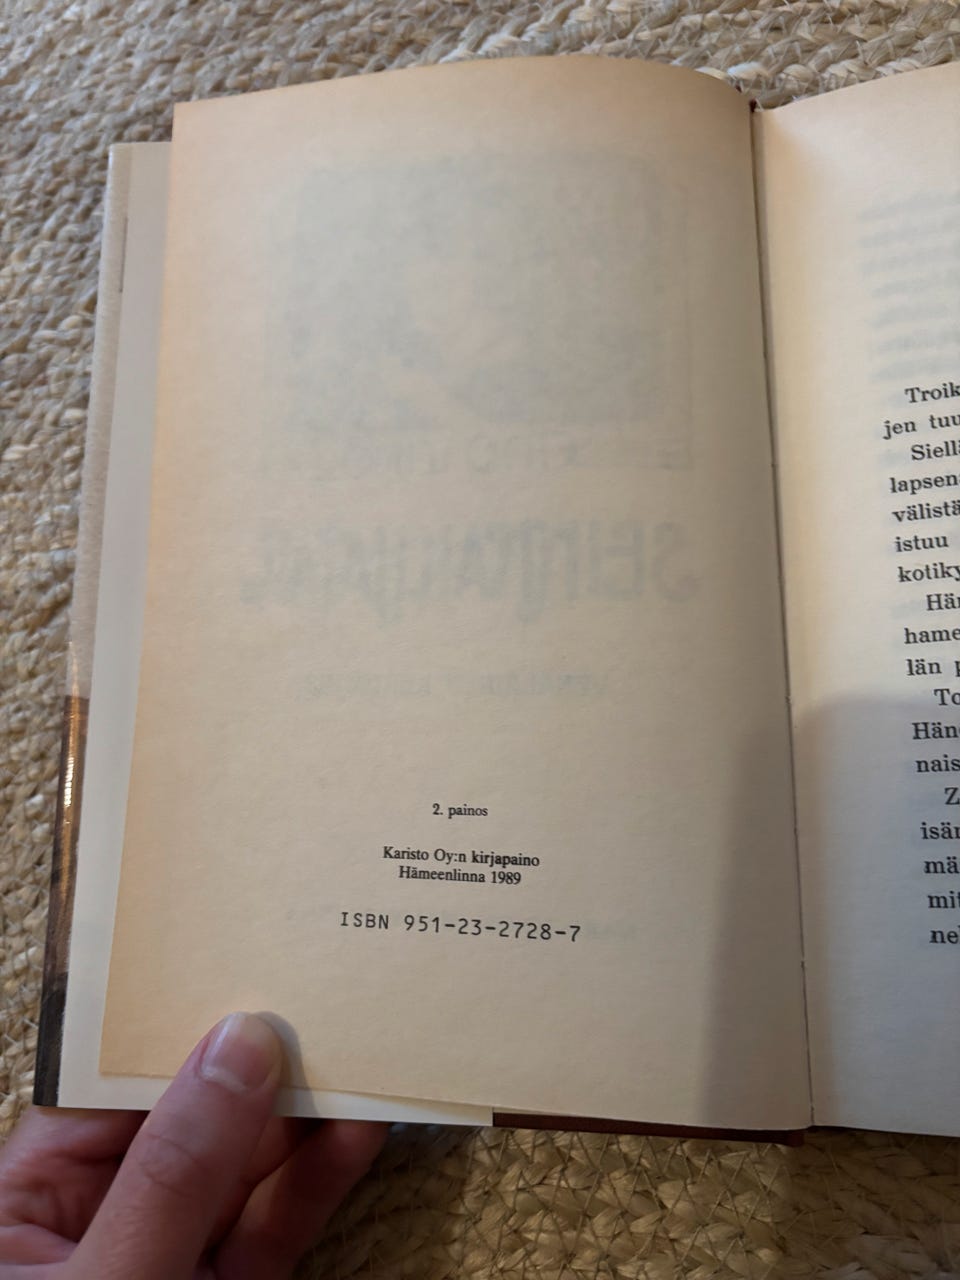 2. painos
Karisto Oy:n kirjapaino
Hämeenlinna 1989
ISBN 951-23-2728-7
Troik
jen tuu
Siellä
lapsen
välistä
istuu
kotiky
Hän
hame
län p
To
Hän
nais
Z
isän
mä
mit
nel